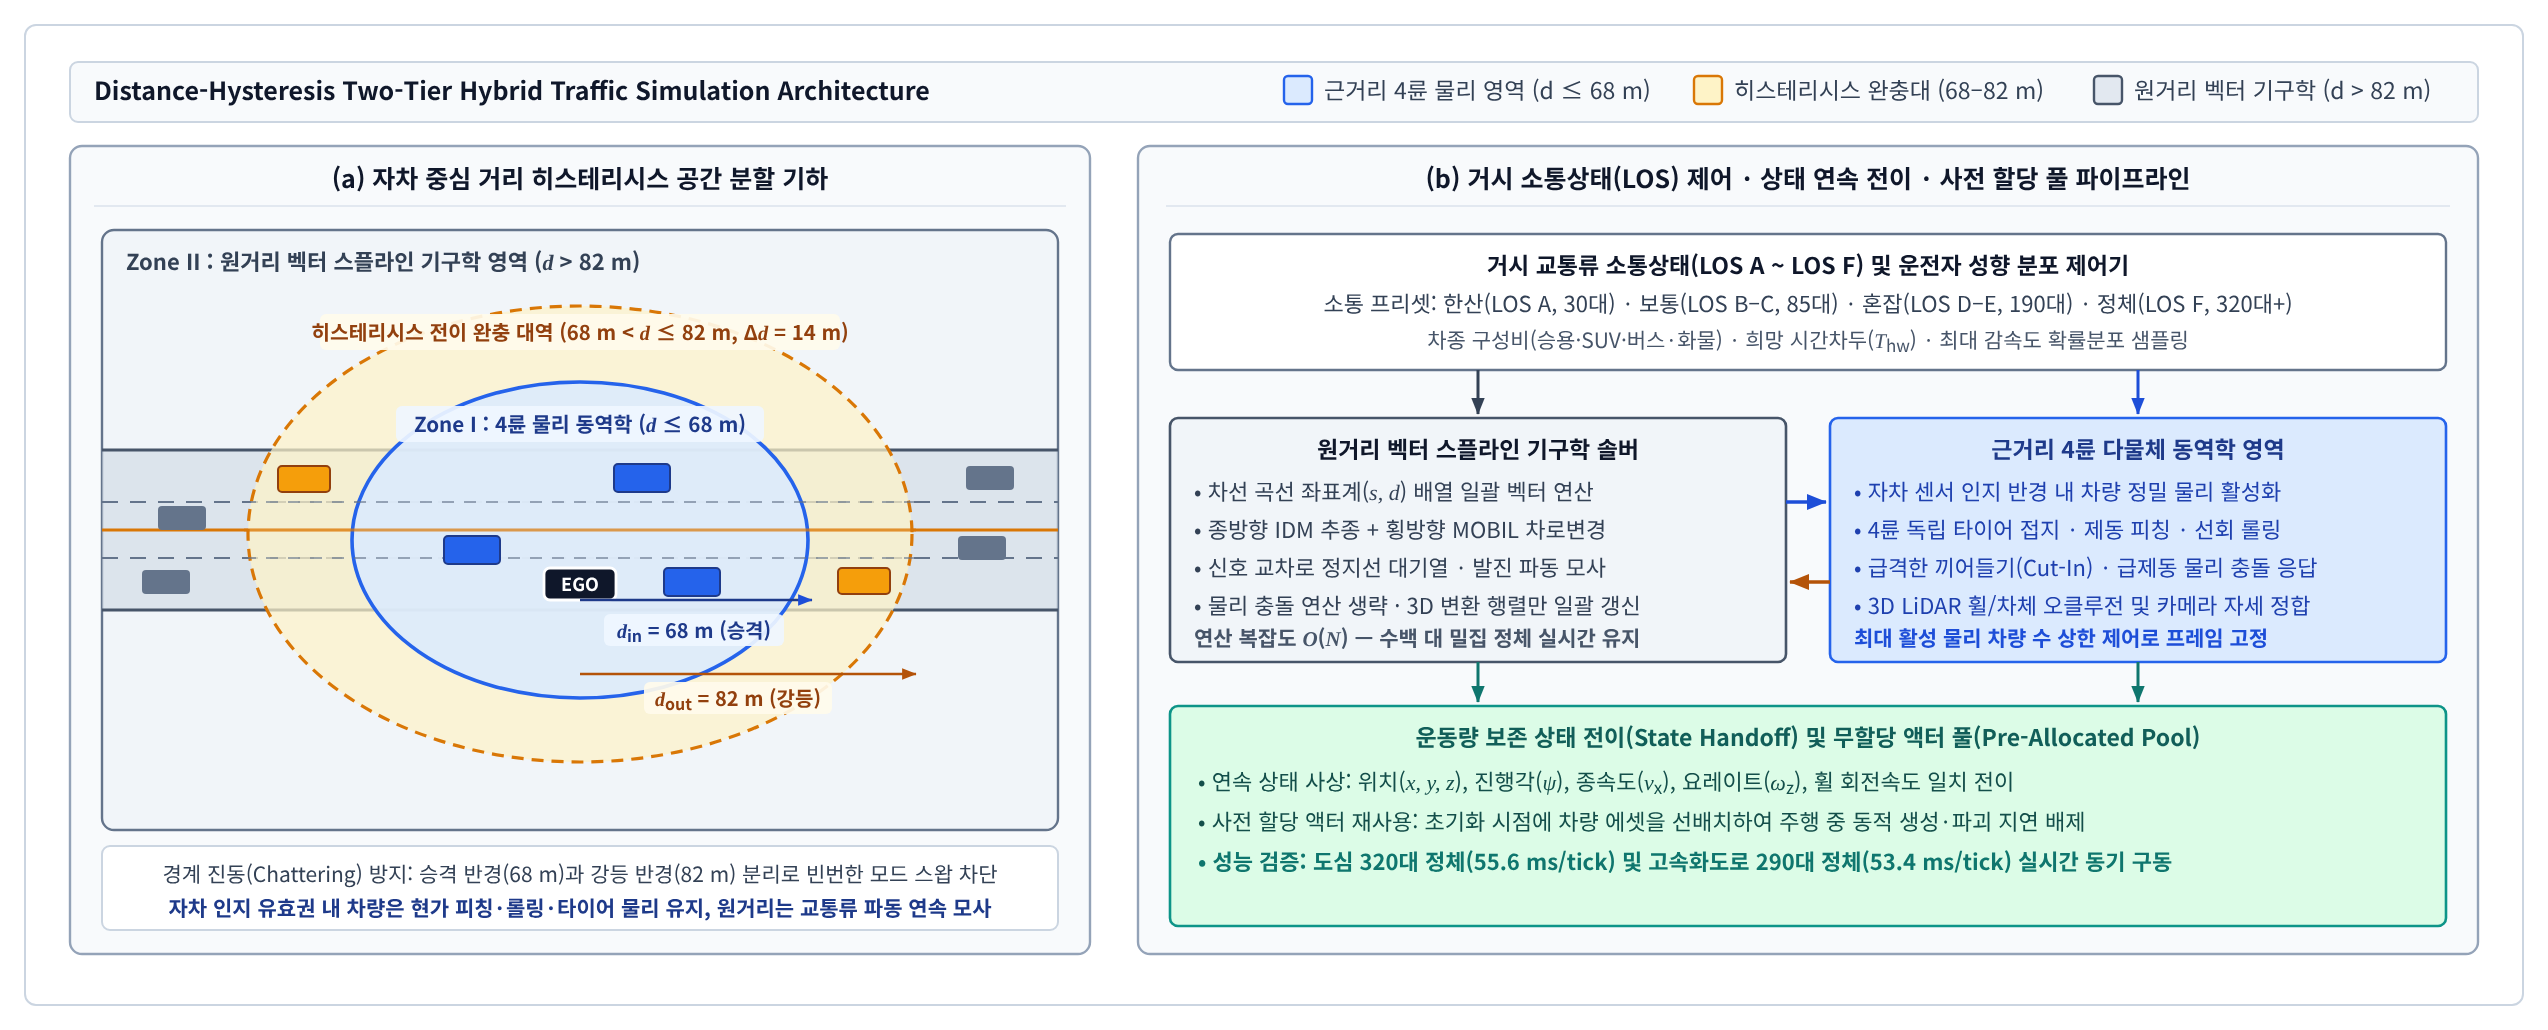 Distance-Hysteresis Two-Tier Hybrid Traffic Simulation Architecture
근거리 4륜 물리 영역 (d ≤ 68 m)
히스테리시스 완충대 (68–82 m)
원거리 벡터 기구학 (d > 82 m)
(a) 자차 중심 거리 히스테리시스 공간 분할 기하
Zone II : 원거리 벡터 스플라인 기구학 영역 (d > 82 m)
히스테리시스 전이 완충 대역 (68 m < d ≤ 82 m, Δd = 14 m)
Zone I : 4륜 물리 동역학 (d ≤ 68 m)
EGO
d_in = 68 m (승격)
d_out = 82 m (강등)
경계 진동(Chattering) 방지: 승격 반경(68 m)과 강등 반경(82 m) 분리로 빈번한 모드 스왑 차단
자차 인지 유효권 내 차량은 현가 피칭·롤링·타이어 물리 유지, 원거리는 교통류 파동 연속 모사
(b) 거시 소통상태(LOS) 제어 · 상태 연속 전이 · 사전 할당 풀 파이프라인
거시 교통류 소통상태(LOS A ~ LOS F) 및 운전자 성향 분포 제어기
소통 프리셋: 한산(LOS A, 30대) · 보통(LOS B–C, 85대) · 혼잡(LOS D–E, 190대) · 정체(LOS F, 320대+)
차종 구성비(승용·SUV·버스·화물) · 희망 시간차두(T_hw) · 최대 감속도 확률분포 샘플링
원거리 벡터 스플라인 기구학 솔버
• 차선 곡선 좌표계(s, d) 배열 일괄 벡터 연산
• 종방향 IDM 추종 + 횡방향 MOBIL 차로변경
• 신호 교차로 정지선 대기열 · 발진 파동 모사
• 물리 충돌 연산 생략 · 3D 변환 행렬만 일괄 갱신
연산 복잡도 O(N) — 수백 대 밀집 정체 실시간 유지
근거리 4륜 다물체 동역학 영역
• 자차 센서 인지 반경 내 차량 정밀 물리 활성화
• 4륜 독립 타이어 접지 · 제동 피칭 · 선회 롤링
• 급격한 끼어들기(Cut-In) · 급제동 물리 충돌 응답
• 3D LiDAR 휠/차체 오클루전 및 카메라 자세 정합
최대 활성 물리 차량 수 상한 제어로 프레임 고정
운동량 보존 상태 전이(State Handoff) 및 무할당 액터 풀(Pre-Allocated Pool)
• 연속 상태 사상: 위치(x, y, z), 진행각(ψ), 종속도(v_x), 요레이트(ω_z), 휠 회전속도 일치 전이
• 사전 할당 액터 재사용: 초기화 시점에 차량 에셋을 선배치하여 주행 중 동적 생성·파괴 지연 배제
• 성능 검증: 도심 320대 정체(55.6 ms/tick) 및 고속화도로 290대 정체(53.4 ms/tick) 실시간 동기 구동